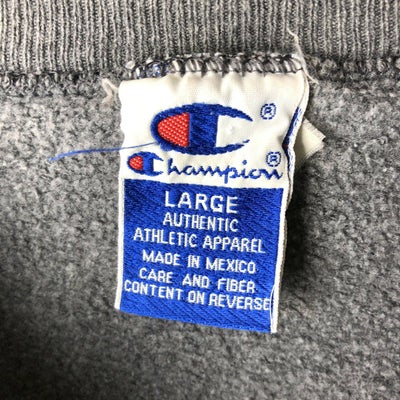 ®
Champion®
LARGE
AUTHENTIC
ATHLETIC APPAREL
MADE IN MEXICO
CARE AND FIBER
CONTENT ON REVERSE